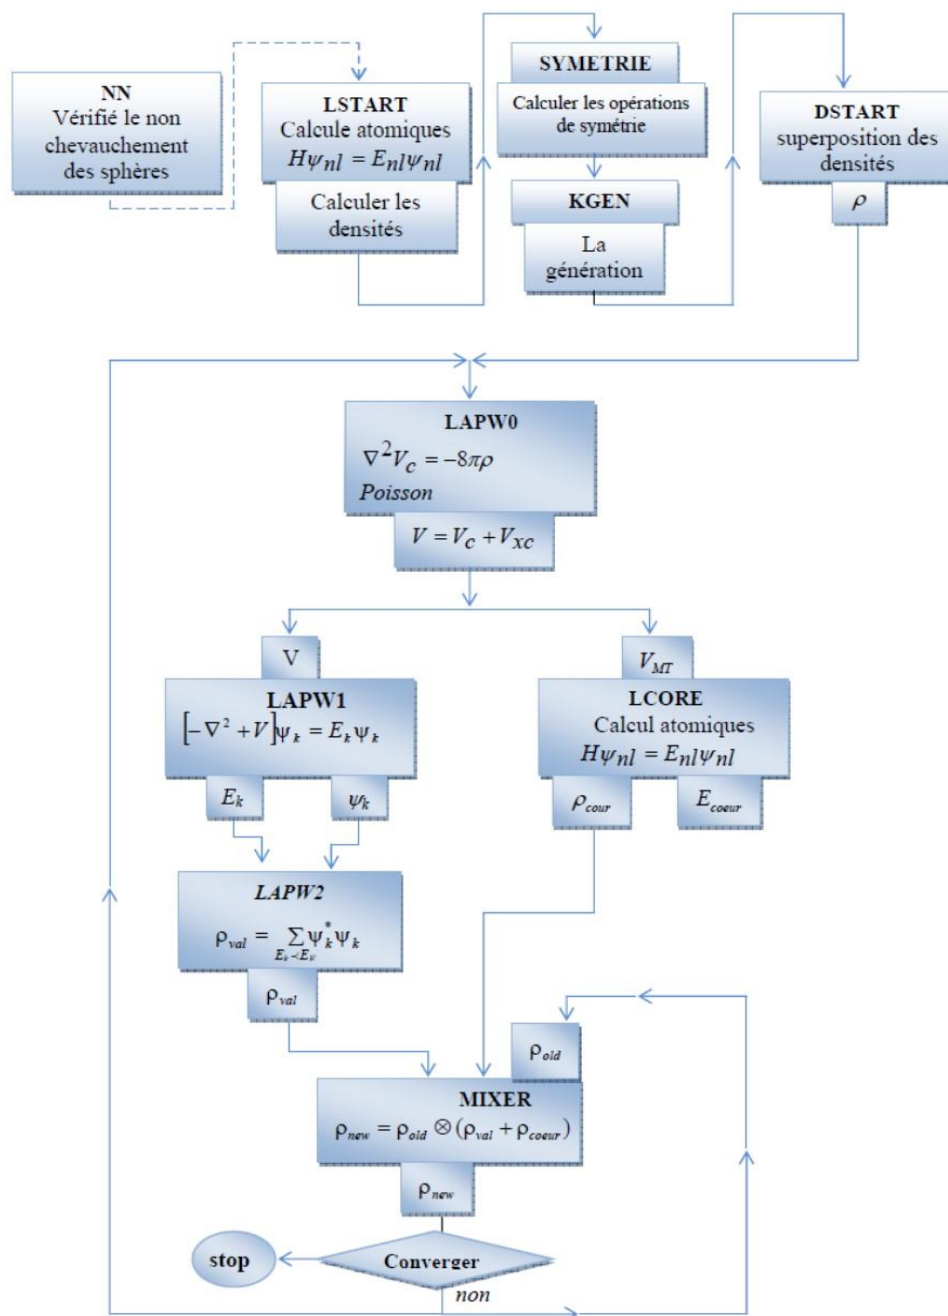 NN
Vérifié le non
chevauchement
des sphères
LSTART
Calcule atomiques
Hψnl = Enlψnl
Calculer les
densités
SYMETRIE
Calculer les opérations
de symétrie
KGEN
La
génération
DSTART
superposition des
densités
ρ
LAPW0
∇²Vc = −8πρ
Poisson
V = Vc + Vxc
V
LAPW1
[−∇² + V]ψk = Ekψk
Ek
ψk
VMT
LCORE
Calcul atomiques
Hψnl = Enlψnl
ρcour
Ecoeur
LAPW2
ρval = Σ ψk*ψk
ρval
ρold
MIXER
ρnew = ρold ⊗ (ρval + ρcoeur)
ρnew
stop
Converger
non